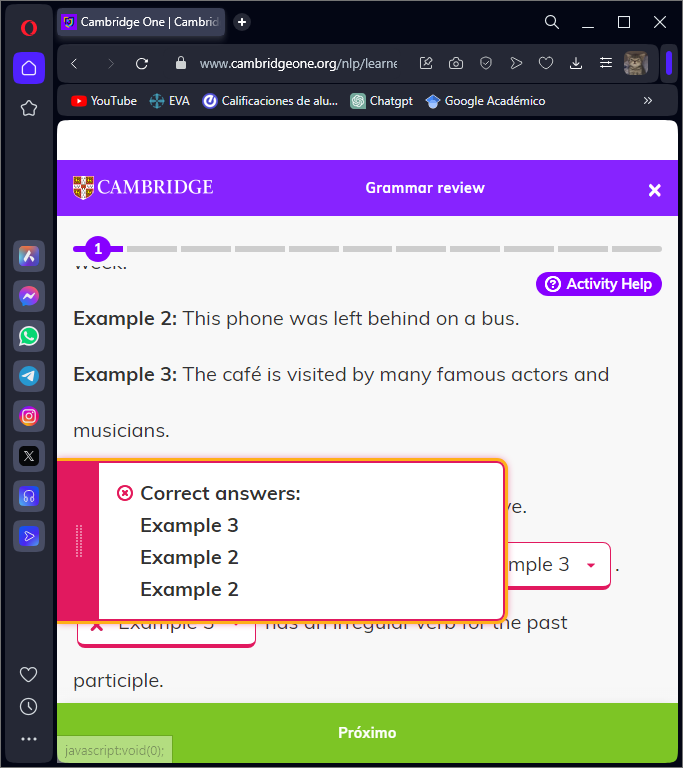 Cambridge One | Cambrid
www.cambridgeone.org/nlp/learne
YouTube
EVA
Calificaciones de alu...
Chatgpt
Google Académico
»
CAMBRIDGE
Grammar review
1
week.
Activity Help
Example 2: This phone was left behind on a bus.
Example 3: The café is visited by many famous actors and
musicians.
ve.
Correct answers:
Example 3
Example 2
Example 2
mple 3 .
Example 3 has an irregular verb for the past
participle.
Próximo
javascript:void(0);